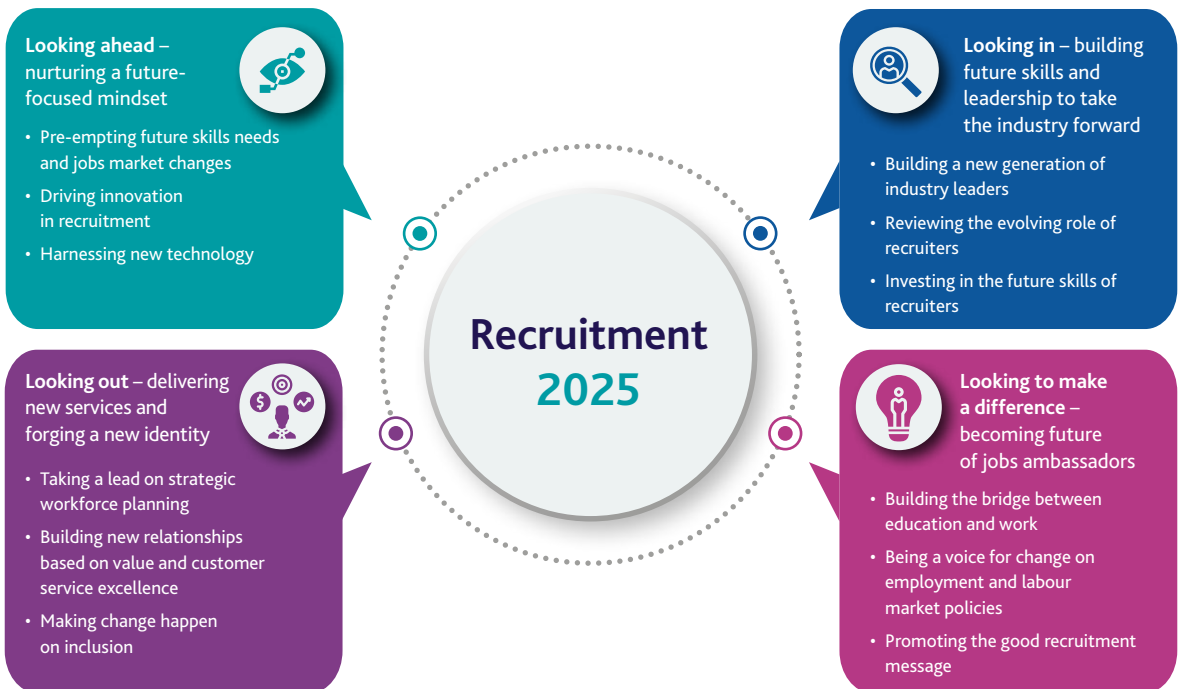 Looking ahead –
nurturing a future-
focused mindset
• Pre-empting future skills needs
and jobs market changes
• Driving innovation
in recruitment
• Harnessing new technology
Looking in – building
future skills and
leadership to take
the industry forward
• Building a new generation of
industry leaders
• Reviewing the evolving role of
recruiters
• Investing in the future skills of
recruiters
Recruitment
2025
Looking out – delivering
new services and
forging a new identity
$
• Taking a lead on strategic
workforce planning
• Building new relationships
based on value and customer
service excellence
• Making change happen
on inclusion
Looking to make
a difference –
becoming future
of jobs ambassadors
• Building the bridge between
education and work
• Being a voice for change on
employment and labour
market policies
• Promoting the good recruitment
message